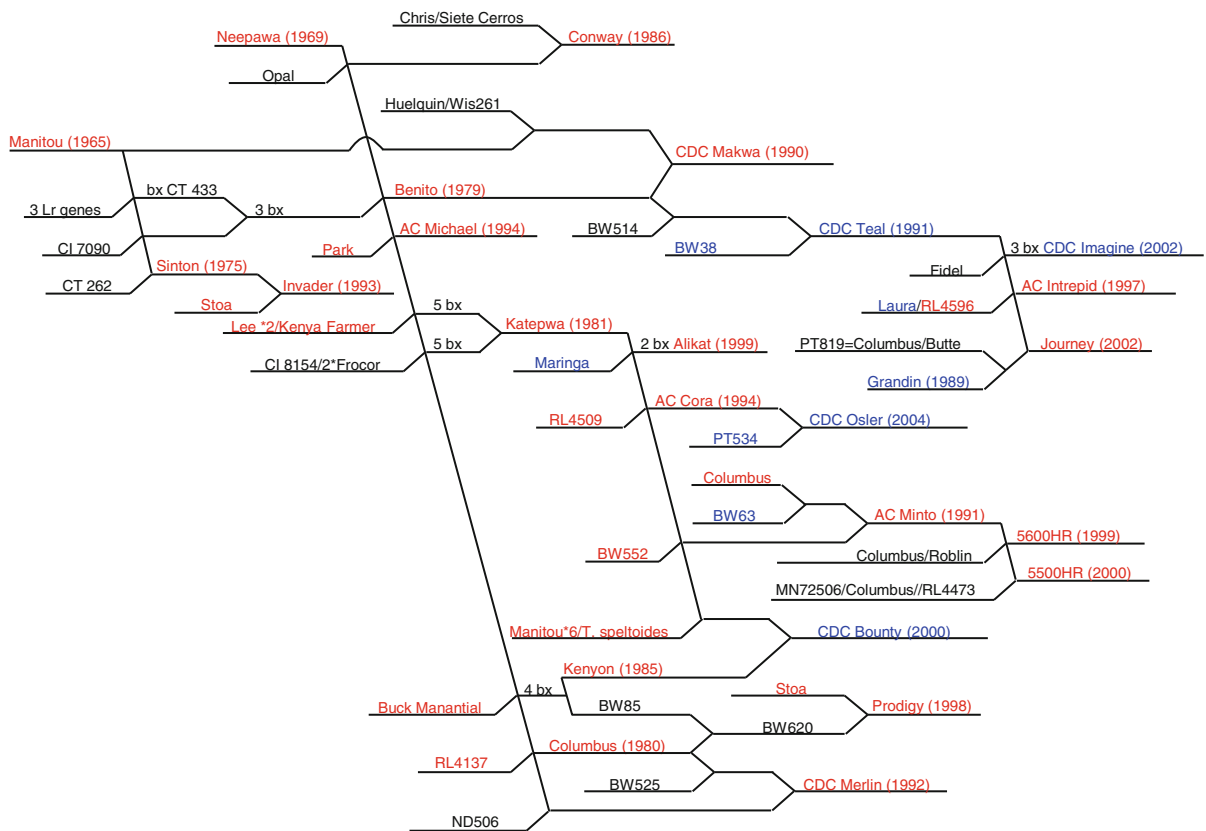 Chris/Siete Cerros
Neepawa (1969)
Conway (1986)
Opal
Huelquin/Wis261
Manitou (1965)
CDC Makwa (1990)
bx CT 433
Benito (1979)
3 Lr genes
3 bx
AC Michael (1994)
BW514
CDC Teal (1991)
CI 7090
Park
BW38
3 bx CDC Imagine (2002)
Sinton (1975)
Fidel
CT 262
Invader (1993)
AC Intrepid (1997)
Stoa
5 bx
Laura/RL4596
Lee *2/Kenya Farmer
Katepwa (1981)
5 bx
2 bx Alikat (1999)
PT819=Columbus/Butte
Journey (2002)
CI 8154/2*Frocor
Maringa
Grandin (1989)
AC Cora (1994)
RL4509
CDC Osler (2004)
PT534
Columbus
BW63
AC Minto (1991)
5600HR (1999)
BW552
Columbus/Roblin
5500HR (2000)
MN72506/Columbus//RL4473
Manitou*6/T. speltoides
CDC Bounty (2000)
Kenyon (1985)
4 bx
Stoa
Buck Manantial
BW85
Prodigy (1998)
BW620
Columbus (1980)
RL4137
BW525
CDC Merlin (1992)
ND506